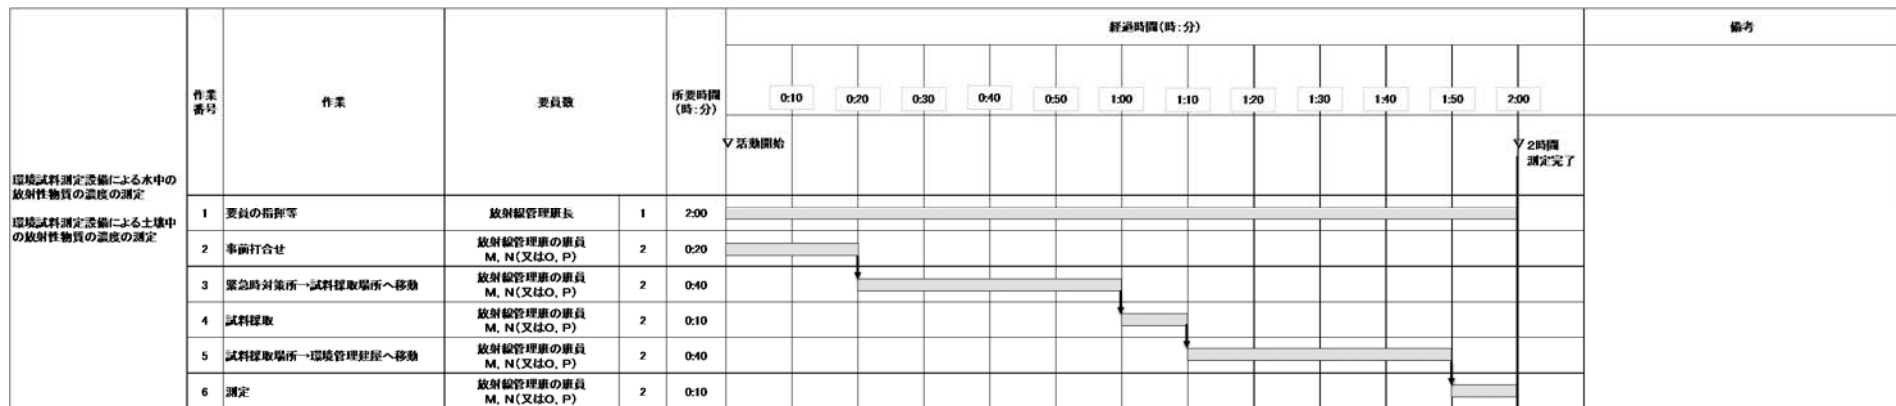 経過時間(時:分)
備考
作業
番号
作業
要員数
所要時間
(時:分)
0:10
0:20
0:30
0:40
0:50
1:00
1:10
1:20
1:30
1:40
1:50
2:00
▽活動開始
▽2時間
測定完了
環境試料測定設備による水中の
放射性物質の濃度の測定
環境試料測定設備による土壌中
の放射性物質の濃度の測定
1 要員の指揮等 放射線管理班長 1 2:00
2 事前打合せ 放射線管理班の班員
M, N(又はO, P) 2 0:20
3 緊急時対策所→試料採取場所へ移動 放射線管理班の班員
M, N(又はO, P) 2 0:40
4 試料採取 放射線管理班の班員
M, N(又はO, P) 2 0:10
5 試料採取場所→環境管理建屋へ移動 放射線管理班の班員
M, N(又はO, P) 2 0:40
6 測定 放射線管理班の班員
M, N(又はO, P) 2 0:10